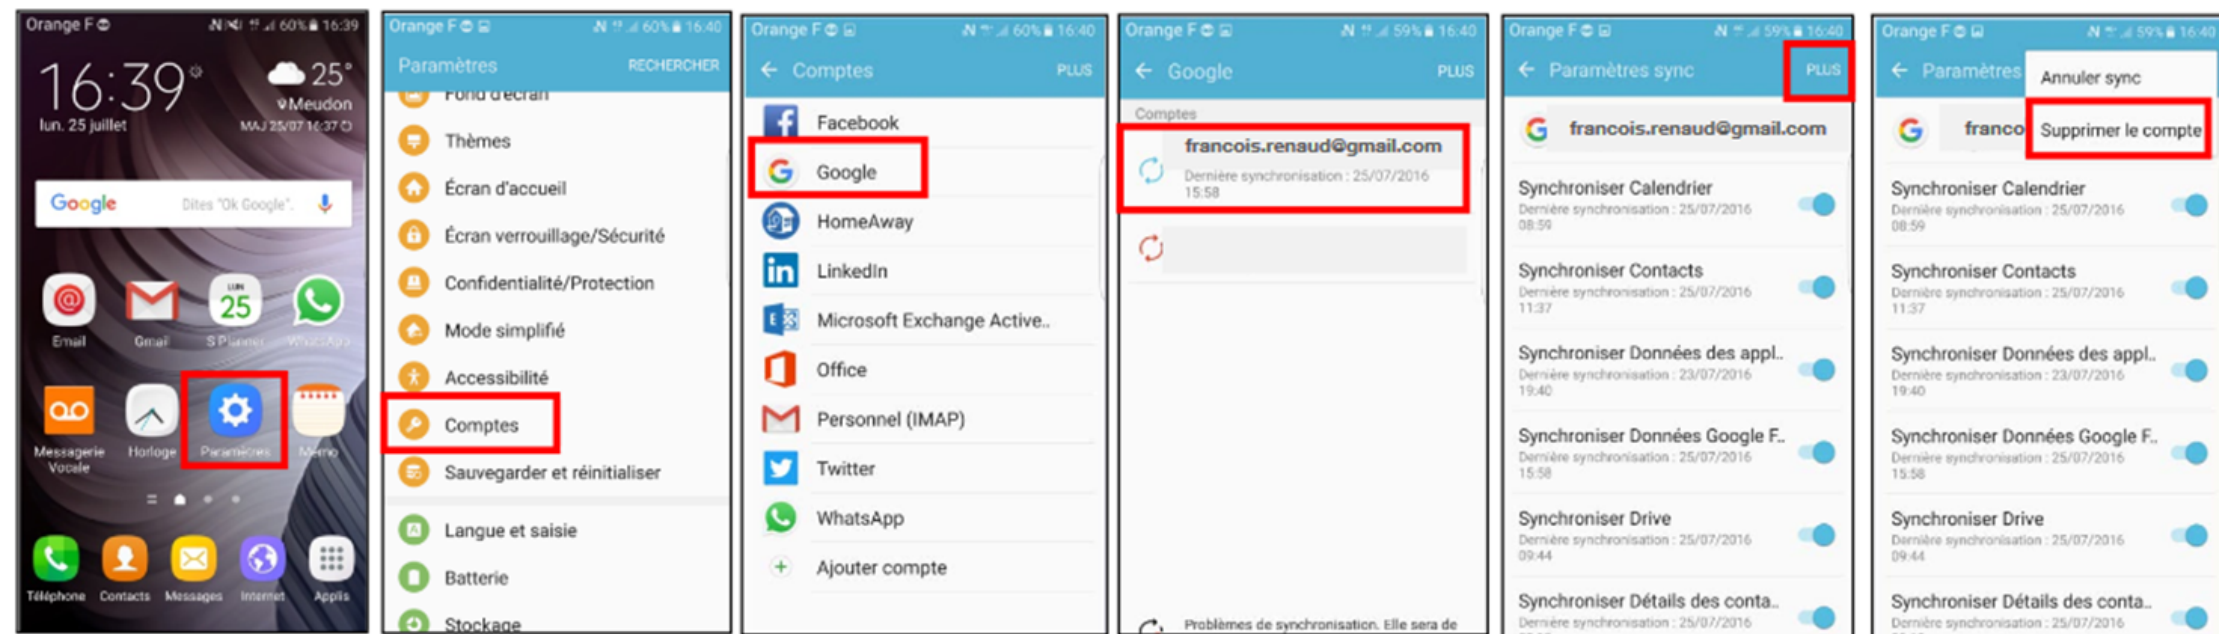 Orange F
60% 16:39
16:39
25°
Meudon
lun. 25 juillet
MAJ 25/07 16:37
Google
Dites "Ok Google".
LUN
25
Email
Gmail
S Planner
WhatsApp
Messagerie
Vocale
Horloge
Paramètres
Mémo
Téléphone
Contacts
Messages
Internet
Applis
Orange F
60% 16:40
Paramètres
RECHERCHER
Fond d'écran
Thèmes
Écran d'accueil
Écran verrouillage/Sécurité
Confidentialité/Protection
Mode simplifié
Accessibilité
Comptes
Sauvegarder et réinitialiser
Langue et saisie
Batterie
Stockage
Orange F
60% 16:40
Comptes
PLUS
Facebook
Google
HomeAway
LinkedIn
Microsoft Exchange Active..
Office
Personnel (IMAP)
Twitter
WhatsApp
Ajouter compte
Orange F
59% 16:40
Google
PLUS
Comptes
francois.renaud@gmail.com
Dernière synchronisation : 25/07/2016
15:58
Problèmes de synchronisation. Elle sera de
Orange F
59% 16:40
Paramètres sync
PLUS
francois.renaud@gmail.com
Synchroniser Calendrier
Dernière synchronisation : 25/07/2016
08:59
Synchroniser Contacts
Dernière synchronisation : 25/07/2016
11:37
Synchroniser Données des appl..
Dernière synchronisation : 23/07/2016
19:40
Synchroniser Données Google F..
Dernière synchronisation : 25/07/2016
15:58
Synchroniser Drive
Dernière synchronisation : 25/07/2016
09:44
Synchroniser Détails des conta..
Dernière synchronisation : 25/07/2016
Orange F
59% 16:40
Paramètres
Annuler sync
Supprimer le compte
franco
Synchroniser Calendrier
Dernière synchronisation : 25/07/2016
08:59
Synchroniser Contacts
Dernière synchronisation : 25/07/2016
11:37
Synchroniser Données des appl..
Dernière synchronisation : 23/07/2016
19:40
Synchroniser Données Google F..
Dernière synchronisation : 25/07/2016
15:58
Synchroniser Drive
Dernière synchronisation : 25/07/2016
09:44
Synchroniser Détails des conta..
Dernière synchronisation : 25/07/2016